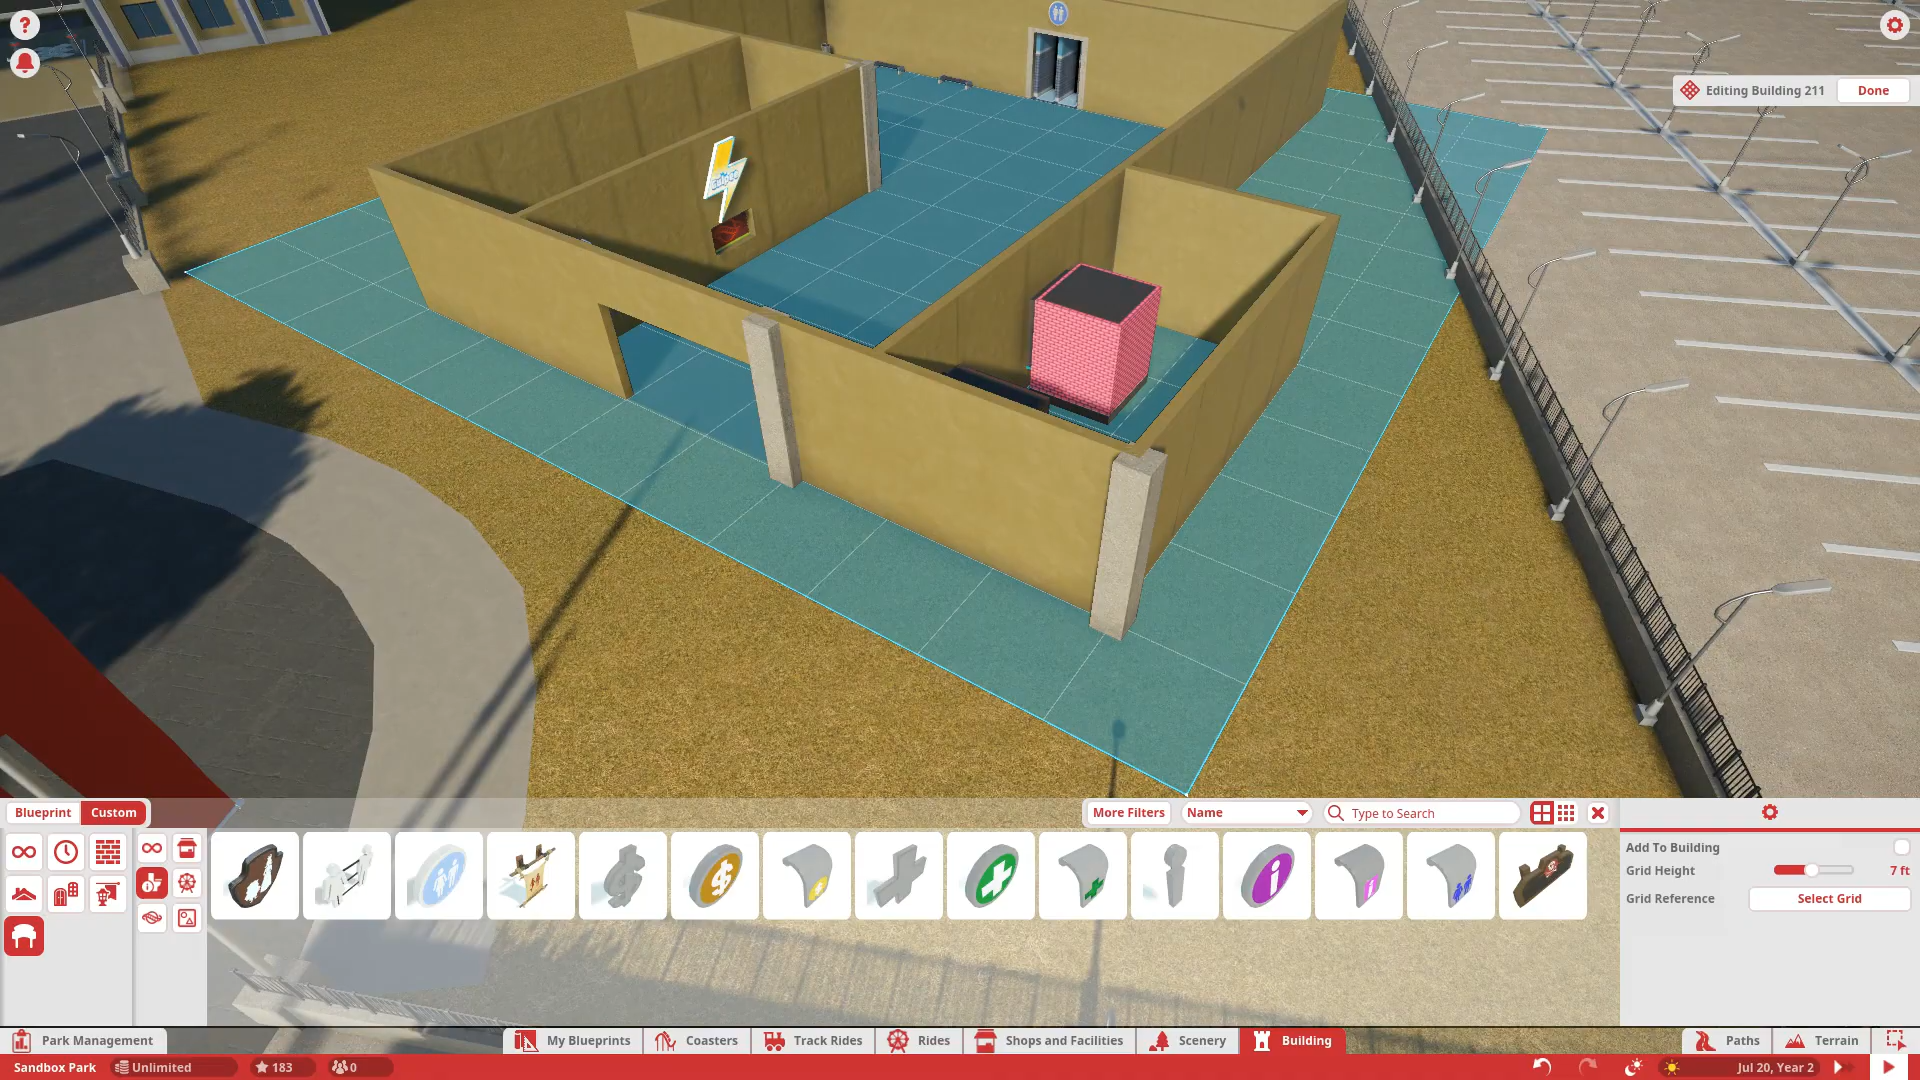 ?
Editing Building 211
Done
Blueprint
Custom
More Filters
Name
Type to Search
Add To Building
Grid Height
7 ft
Grid Reference
Select Grid
Park Management
My Blueprints
Coasters
Track Rides
Rides
Shops and Facilities
Scenery
Building
Paths
Terrain
Sandbox Park
Unlimited
183
0
Jul 20, Year 2